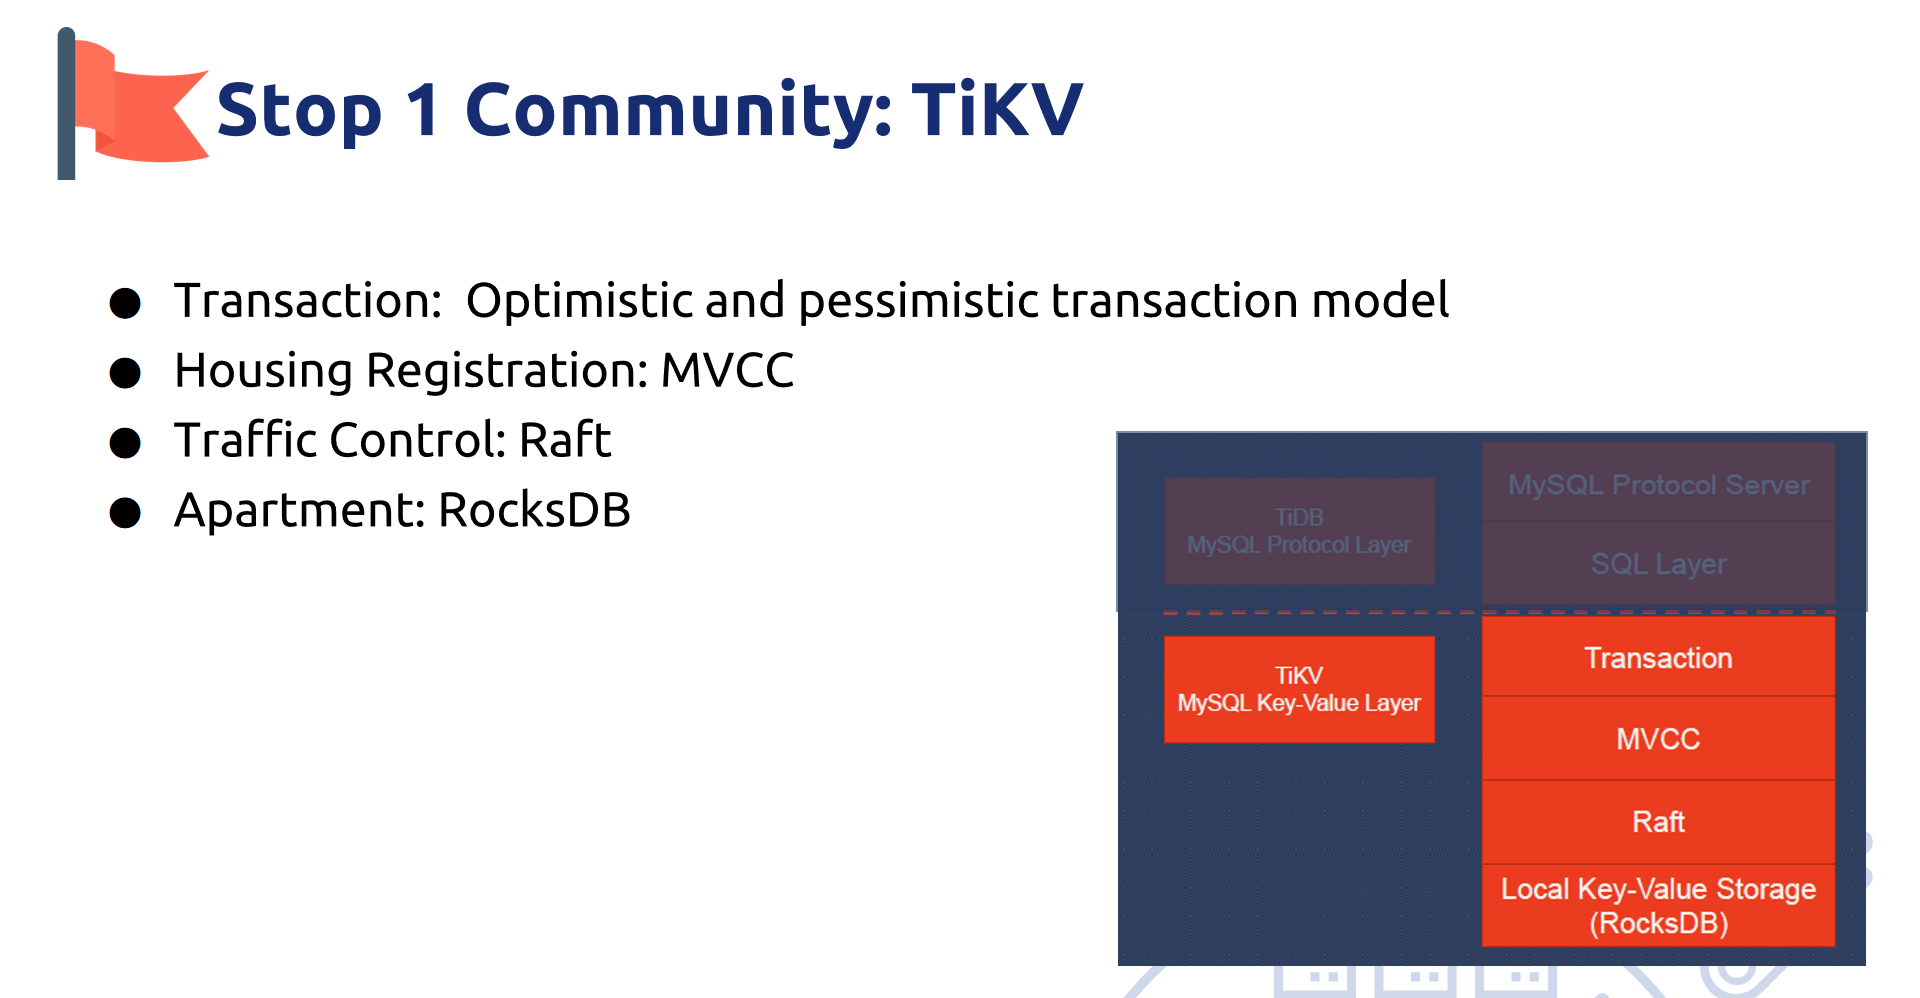 Stop 1 Community: TiKV
● Transaction:  Optimistic and pessimistic transaction model
● Housing Registration: MVCC
● Traffic Control: Raft
● Apartment: RocksDB
TiDB
MySQL Protocol Layer
MySQL Protocol Server
SQL Layer
TiKV
MySQL Key-Value Layer
Transaction
MVCC
Raft
Local Key-Value Storage
(RocksDB)